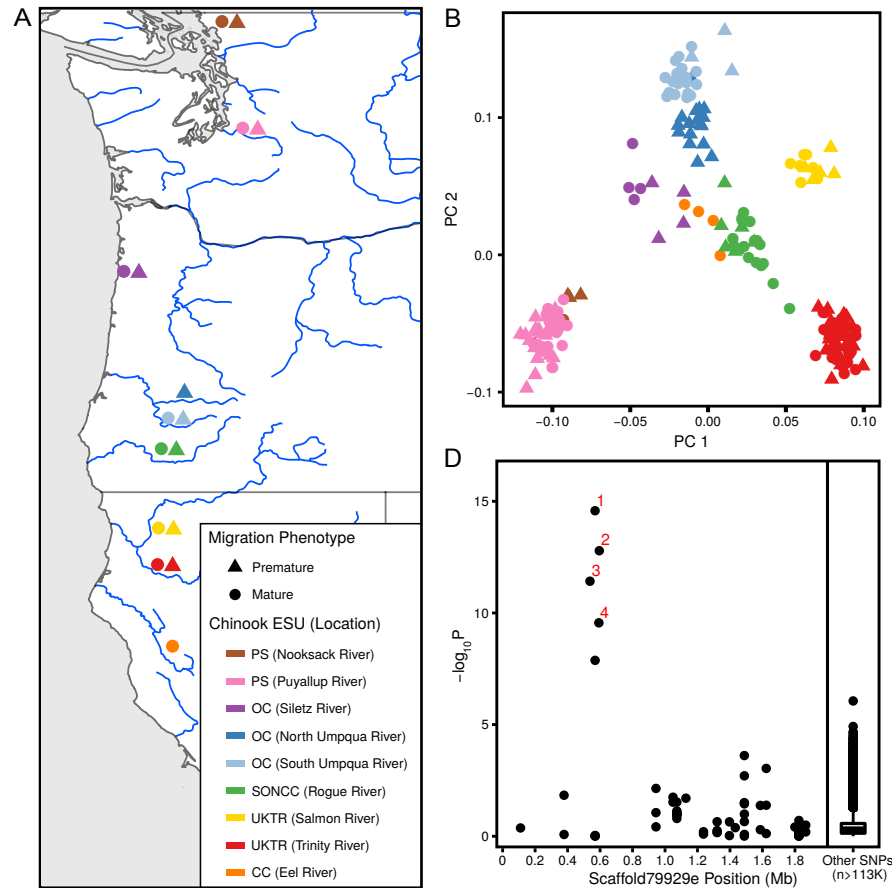 A
Migration Phenotype
Premature
Mature
Chinook ESU (Location)
PS (Nooksack River)
PS (Puyallup River)
OC (Siletz River)
OC (North Umpqua River)
OC (South Umpqua River)
SONCC (Rogue River)
UKTR (Salmon River)
UKTR (Trinity River)
CC (Eel River)
B
PC 2
0.1
0.0
−0.1
−0.10
−0.05
0.00
0.05
0.10
PC 1
D
−log10P
15
10
5
0
1
2
3
4
0
0.2
0.4
0.6
0.8
1.0
1.2
1.4
1.6
1.8
Scaffold79929e Position (Mb)
Other SNPs
(n>113K)